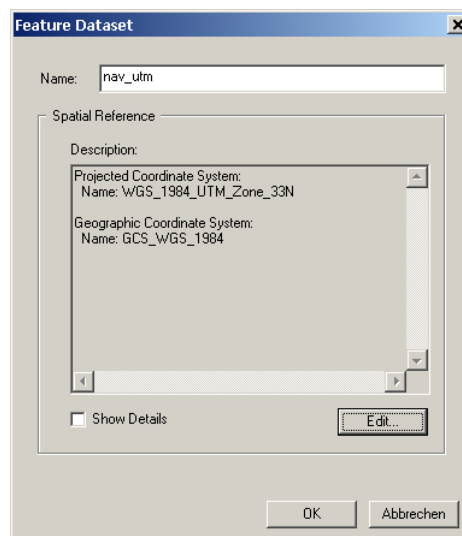 Feature Dataset
Name: nav_utm
Spatial Reference
Description:
Projected Coordinate System:
Name: WGS_1984_UTM_Zone_33N
Geographic Coordinate System:
Name: GCS_WGS_1984
Show Details
Edit...
OK
Abbrechen